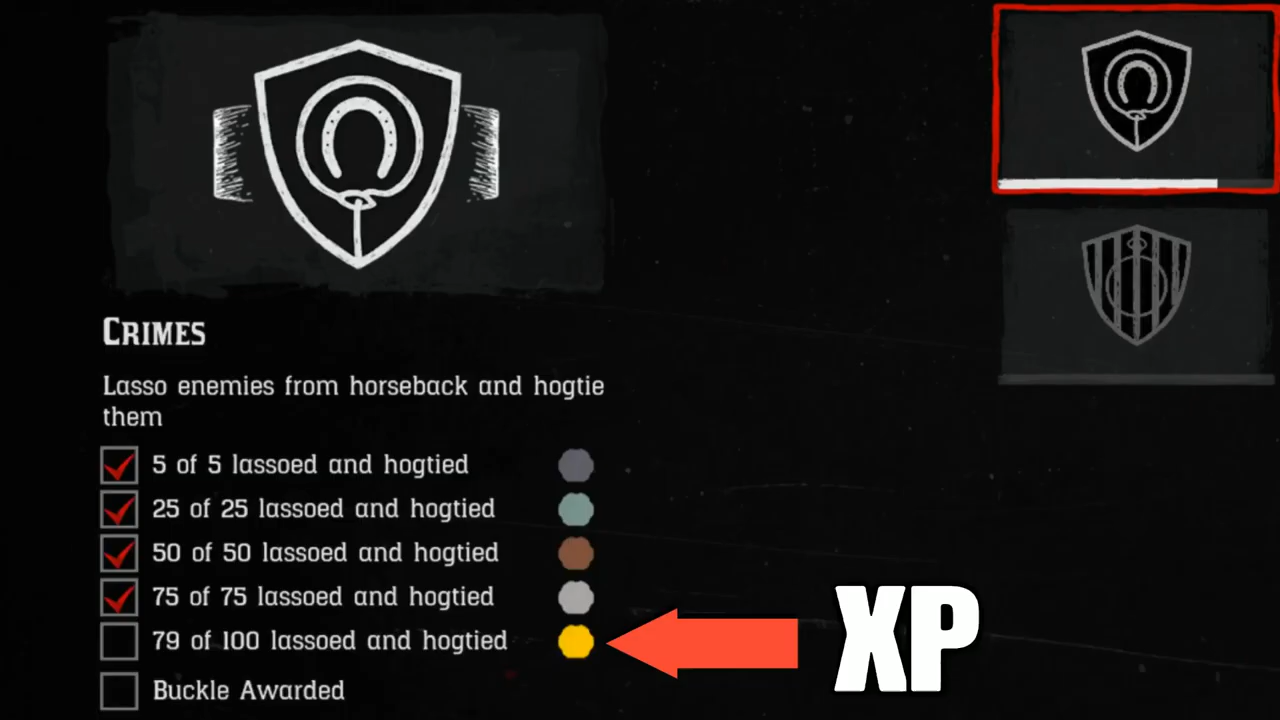 Crimes
Lasso enemies from horseback and hogtie
them
5 of 5 lassoed and hogtied
25 of 25 lassoed and hogtied
50 of 50 lassoed and hogtied
75 of 75 lassoed and hogtied
79 of 100 lassoed and hogtied
XP
Buckle Awarded